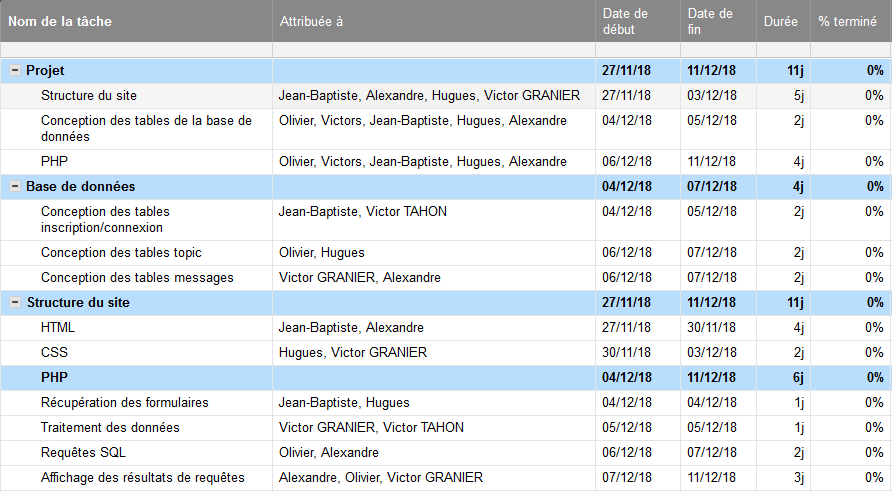 Nom de la tâche Attribuée à Date de début Date de fin Durée % terminé
Projet 27/11/18 11/12/18 11j 0%
Structure du site Jean-Baptiste, Alexandre, Hugues, Victor GRANIER 27/11/18 03/12/18 5j 0%
Conception des tables de la base de données Olivier, Victors, Jean-Baptiste, Hugues, Alexandre 04/12/18 05/12/18 2j 0%
PHP Olivier, Victors, Jean-Baptiste, Hugues, Alexandre 06/12/18 11/12/18 4j 0%
Base de données 04/12/18 07/12/18 4j 0%
Conception des tables inscription/connexion Jean-Baptiste, Victor TAHON 04/12/18 05/12/18 2j 0%
Conception des tables topic Olivier, Hugues 06/12/18 07/12/18 2j 0%
Conception des tables messages Victor GRANIER, Alexandre 06/12/18 07/12/18 2j 0%
Structure du site 27/11/18 11/12/18 11j 0%
HTML Jean-Baptiste, Alexandre 27/11/18 30/11/18 4j 0%
CSS Hugues, Victor GRANIER 30/11/18 03/12/18 2j 0%
PHP 04/12/18 11/12/18 6j 0%
Récupération des formulaires Jean-Baptiste, Hugues 04/12/18 04/12/18 1j 0%
Traitement des données Victor GRANIER, Victor TAHON 05/12/18 05/12/18 1j 0%
Requêtes SQL Olivier, Alexandre 06/12/18 07/12/18 2j 0%
Affichage des résultats de requêtes Alexandre, Olivier, Victor GRANIER 07/12/18 11/12/18 3j 0%